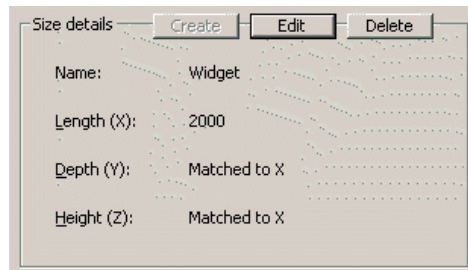 Size details Create Edit Delete
Name: Widget
Length (X): 2000
Depth (Y): Matched to X
Height (Z): Matched to X